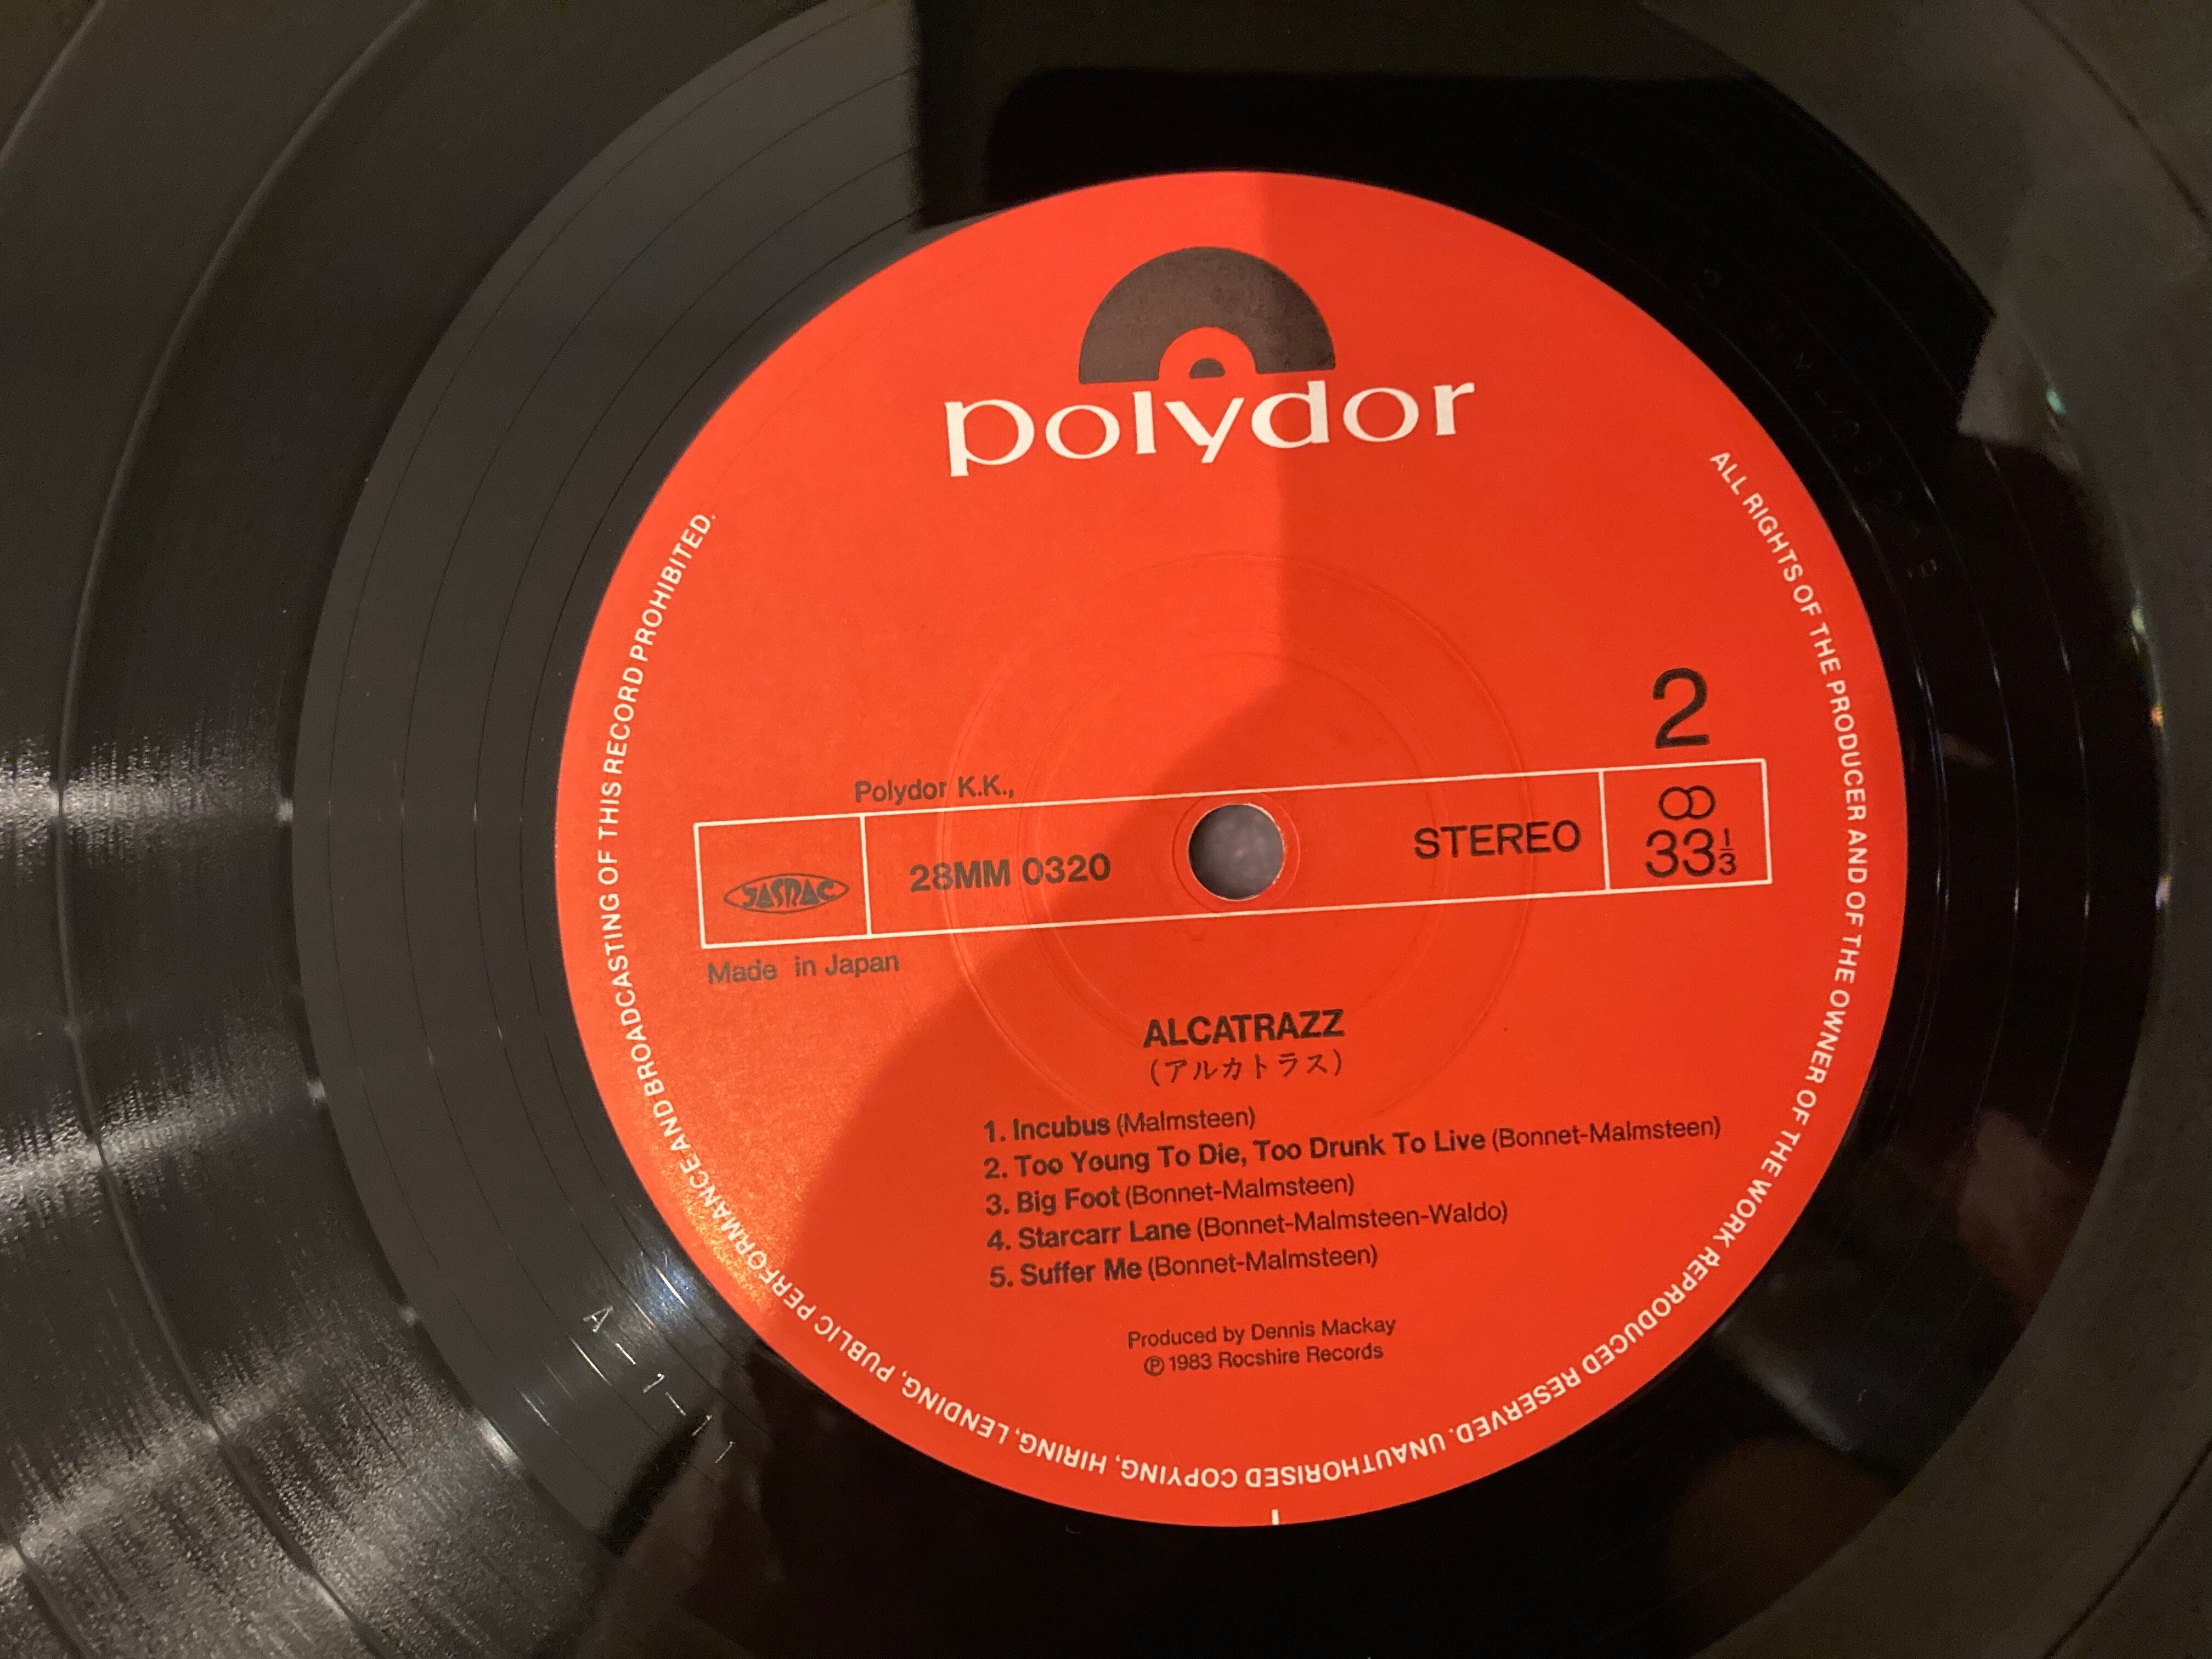 polydor
2
Polydor K.K.,
JASRAC
28MM 0320
STEREO
33 1/3
Made in Japan
ALCATRAZZ
(アルカトラス)
1. Incubus (Malmsteen)
2. Too Young To Die, Too Drunk To Live (Bonnet-Malmsteen)
3. Big Foot (Bonnet-Malmsteen)
4. Starcarr Lane (Bonnet-Malmsteen-Waldo)
5. Suffer Me (Bonnet-Malmsteen)
Produced by Dennis Mackay
℗ 1983 Rocshire Records
ALL RIGHTS OF THE PRODUCER AND OF THE OWNER OF THE WORK REPRODUCED RESERVED. UNAUTHORISED COPYING, HIRING, LENDING, PUBLIC PERFORMANCE AND BROADCASTING OF THIS RECORD PROHIBITED.